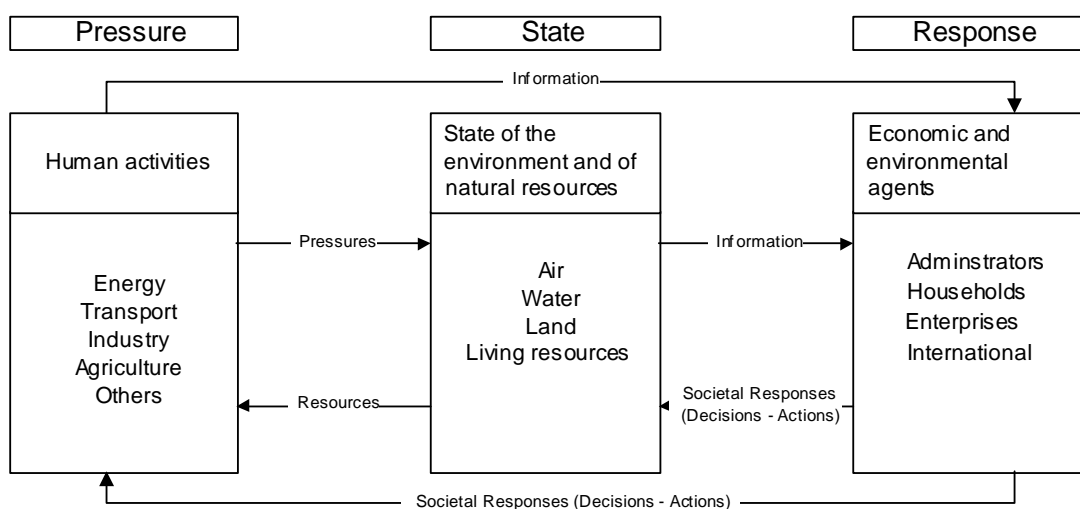 Pressure
State
Response
Information
Human activities
State of the
environment and of
natural resources
Economic and
environmental
agents
Pressures
Information
Energy
Transport
Industry
Agriculture
Others
Air
Water
Land
Living resources
Adminstrators
Households
Enterprises
International
Resources
Societal Responses
(Decisions - Actions)
Societal Responses (Decisions - Actions)